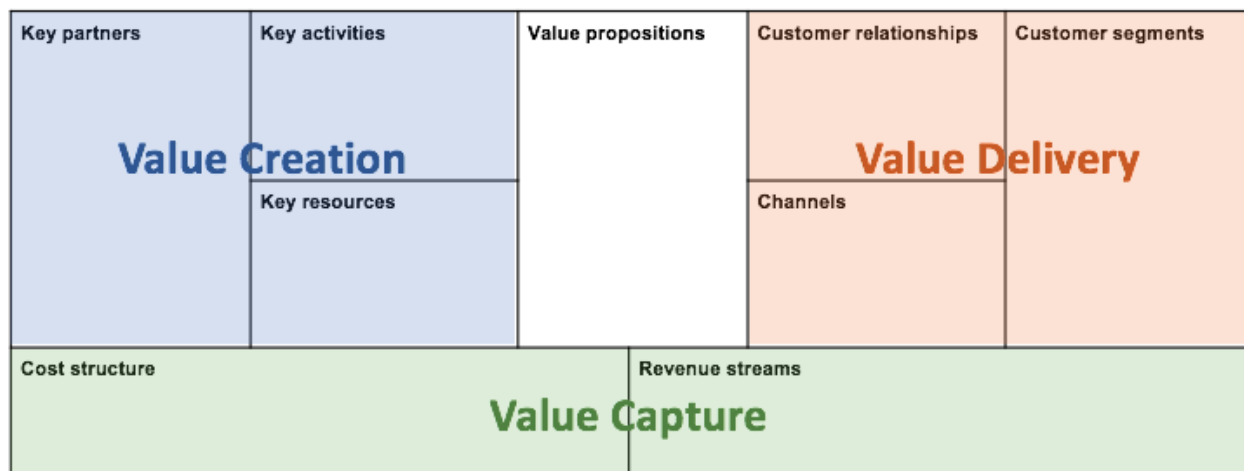 Key partners
Key activities
Value propositions
Customer relationships
Customer segments
Value Creation
Value Delivery
Key resources
Channels
Cost structure
Revenue streams
Value Capture